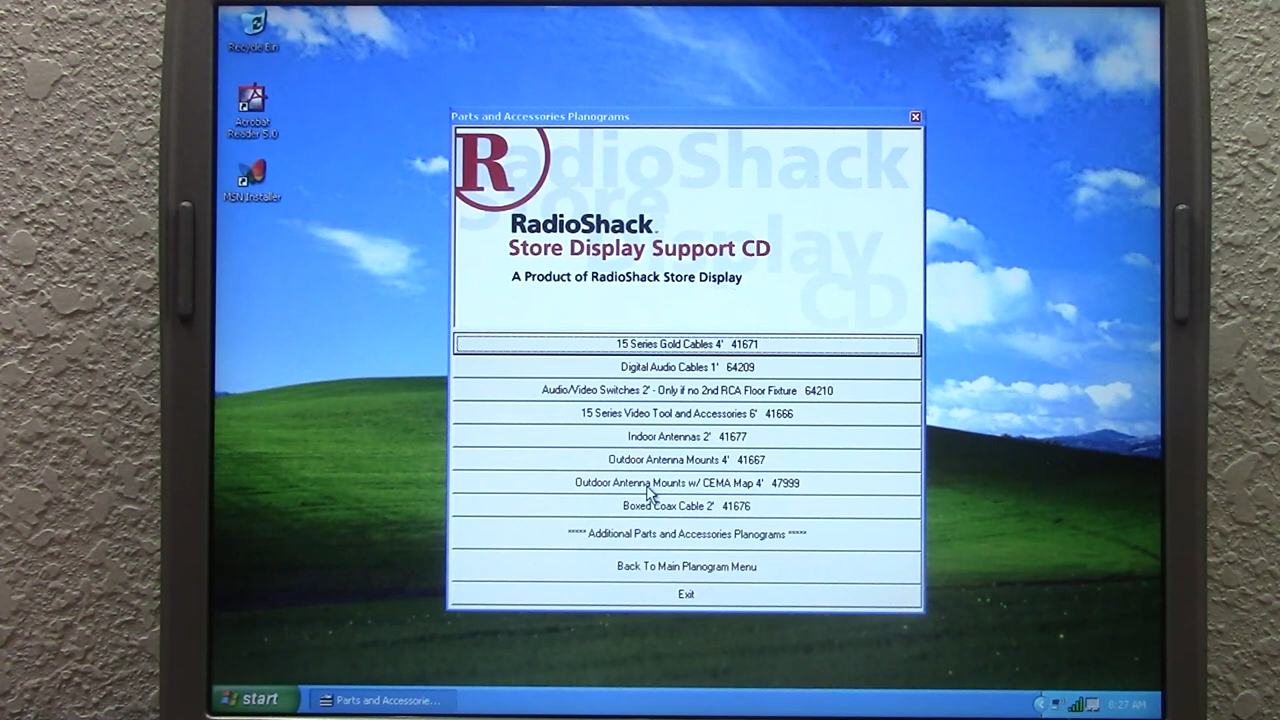 Recycle Bin
Acrobat
Reader 5.0
MSN Installer
Parts and Accessories Planograms
R
RadioShack
Store
Display
CD
RadioShack.
Store Display Support CD
A Product of RadioShack Store Display
15 Series Gold Cables 4' 41671
Digital Audio Cables 1' 64209
Audio/Video Switches 2' - Only if no 2nd RCA Floor Fixture 64210
15 Series Video Tool and Accessories 6' 41666
Indoor Antennas 2' 41677
Outdoor Antenna Mounts 4' 41667
Outdoor Antenna Mounts w/ CEMA Map 4' 47999
Boxed Coax Cable 2' 41676
***** Additional Parts and Accessories Planograms *****
Back To Main Planogram Menu
Exit
start
Parts and Accessorie...
8:27 AM